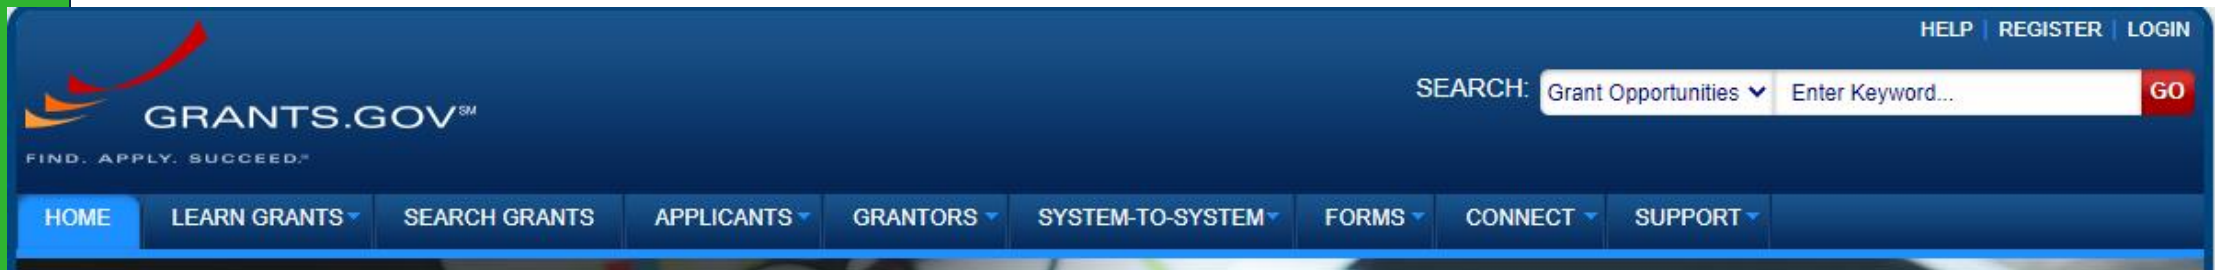 HELP | REGISTER | LOGIN
SEARCH: Grant Opportunities Enter Keyword... GO
GRANTS.GOV℠
FIND. APPLY. SUCCEED.℠
HOME LEARN GRANTS SEARCH GRANTS APPLICANTS GRANTORS SYSTEM-TO-SYSTEM FORMS CONNECT SUPPORT